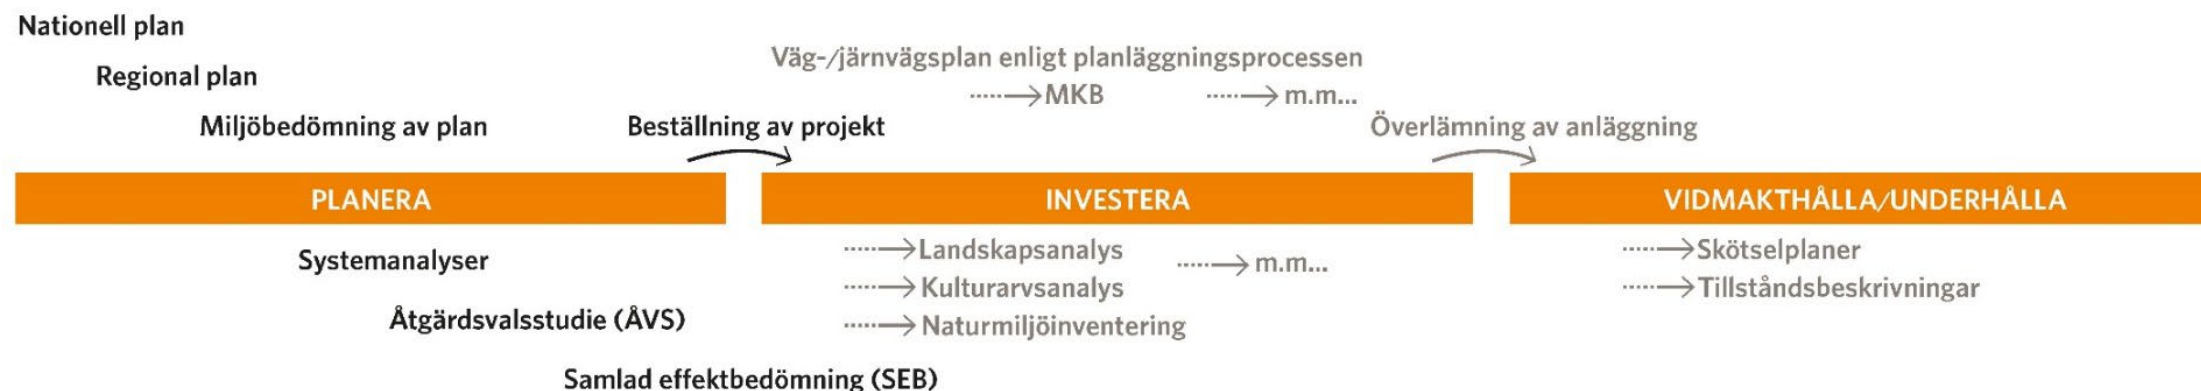 Nationell plan
Regional plan
Miljöbedömning av plan
Beställning av projekt
Väg-/järnvägsplan enligt planläggningsprocessen
MKB
m.m...
Överlämning av anläggning
PLANERA
INVESTERA
VIDMAKTHÅLLA/UNDERHÅLLA
Systemanalyser
Åtgärdsvalsstudie (ÅVS)
Samlad effektbedömning (SEB)
Landskapsanalys
Kulturarvsanalys
Naturmiljöinventering
m.m...
Skötselplaner
Tillståndsbeskrivningar